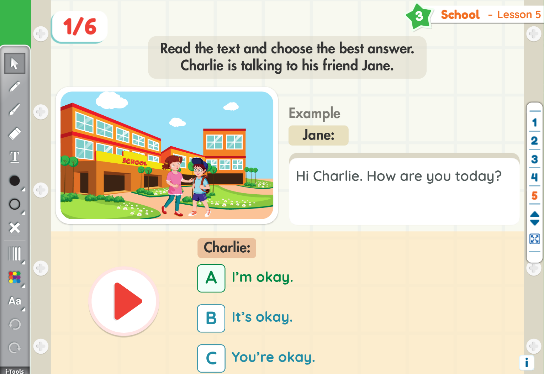 3 School - Lesson 5
1/6
Read the text and choose the best answer.
Charlie is talking to his friend Jane.
SCHOOL
Example
Jane:
Hi Charlie. How are you today?
Charlie:
A I'm okay.
B It's okay.
C You're okay.
T
Aa
i-Tools
1
2
3
4
5
i